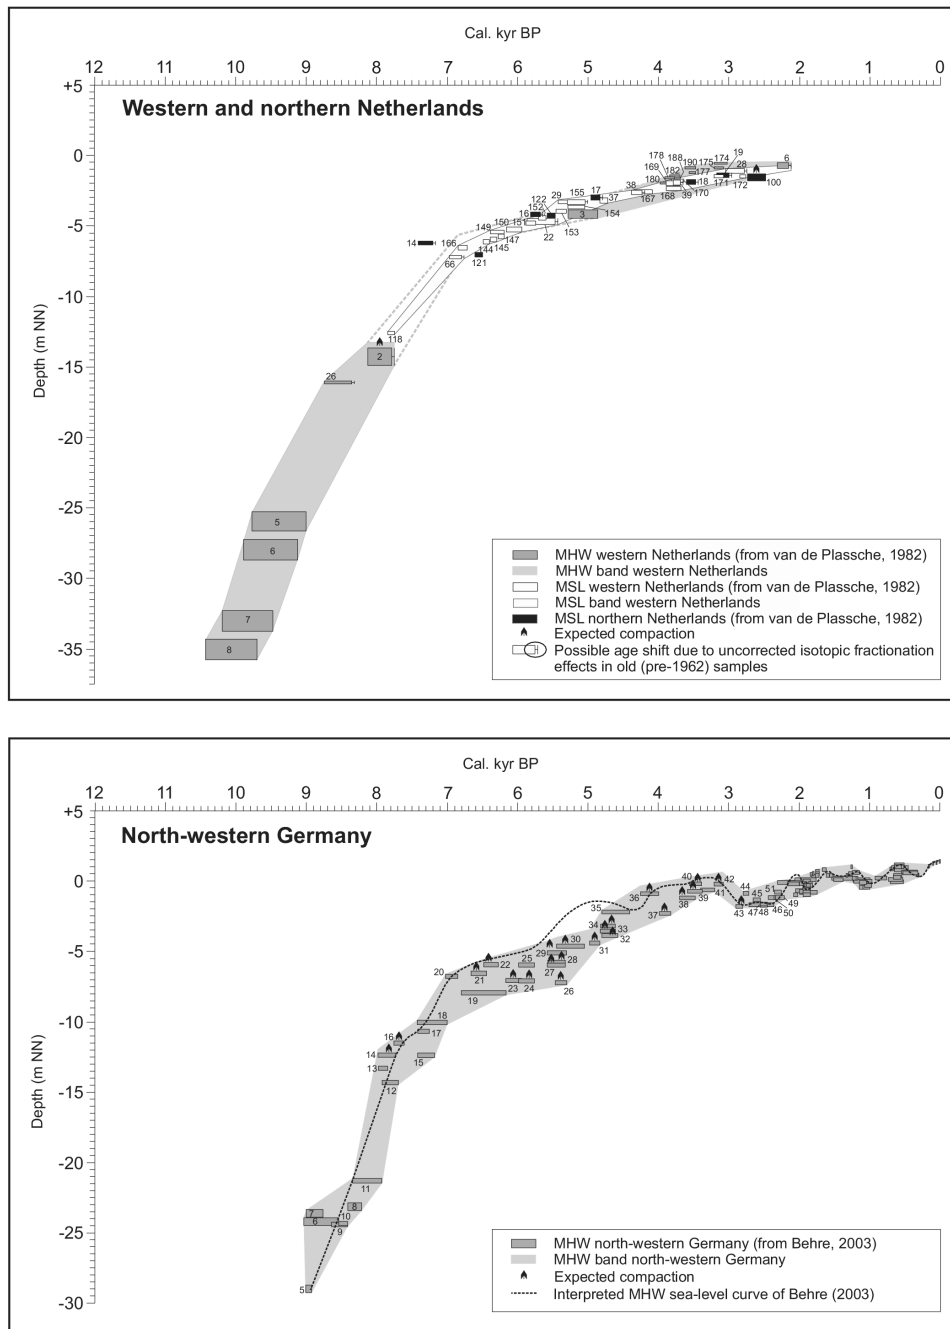 Cal. kyr BP
12 11 10 9 8 7 6 5 4 3 2 1 0
+5
Western and northern Netherlands
0
-5
-10
-15
-20
-25
-30
-35
Depth (m NN)
19
178 188 190 175 174 28 6
169 182 177
180 18 171 172 100
38 168 39 170
167
29 155 17 37
122
152
16 3 154
150 151 153
149 22
14 166 147
144 145
66 121
118
2
26
5
6
7
8
MHW western Netherlands (from van de Plassche, 1982)
MHW band western Netherlands
MSL western Netherlands (from van de Plassche, 1982)
MSL band western Netherlands
MSL northern Netherlands (from van de Plassche, 1982)
Expected compaction
Possible age shift due to uncorrected isotopic fractionation
effects in old (pre-1962) samples
Cal. kyr BP
12 11 10 9 8 7 6 5 4 3 2 1 0
+5
North-western Germany
0
-5
-10
-15
-20
-25
-30
Depth (m NN)
40 42
36 41 44 45 51
38 39 49
35 37 43 47 48 46 50
34 33
30 32
29 31
22 25 28
20 21 27
23 24 26
19
18
16 17
14 15
13
12
11
7 8
6 10
9
5
MHW north-western Germany (from Behre, 2003)
MHW band north-western Germany
Expected compaction
Interpreted MHW sea-level curve of Behre (2003)